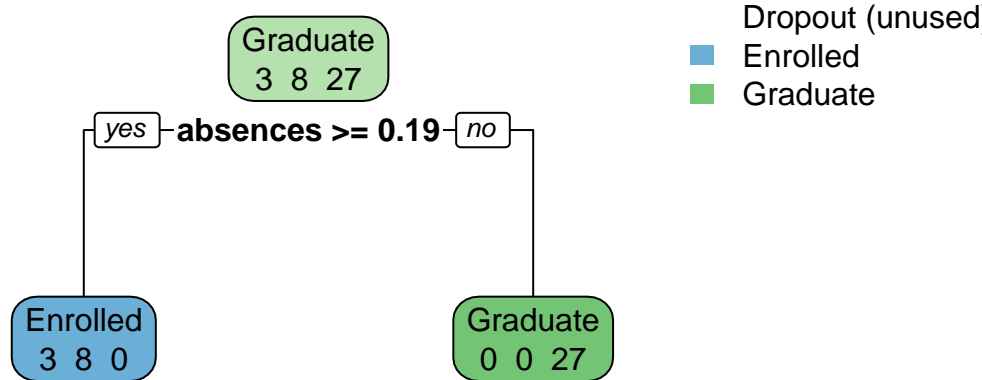 Graduate
3 8 27
yes absences >= 0.19 no
Enrolled
3 8 0
Graduate
0 0 27
Dropout (unused)
Enrolled
Graduate